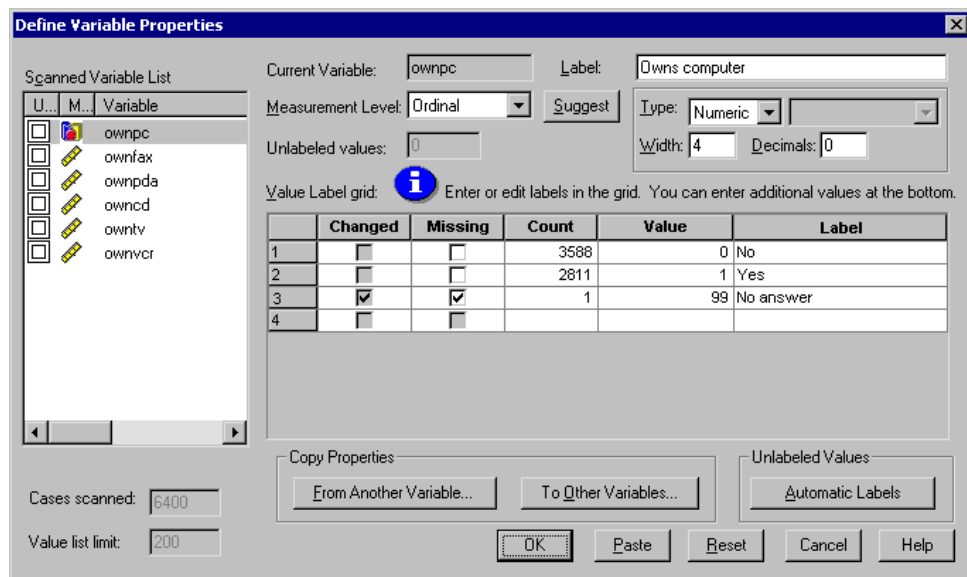 Define Variable Properties
Scanned Variable List
U... M... Variable
ownpc
ownfax
ownpda
owncd
owntv
ownvcr
Cases scanned: 6400
Value list limit: 200
Current Variable: ownpc Label: Owns computer
Measurement Level: Ordinal Suggest Type: Numeric
Unlabeled values: 0 Width: 4 Decimals: 0
Value Label grid: i Enter or edit labels in the grid. You can enter additional values at the bottom.
Changed Missing Count Value Label
1 3588 0 No
2 2811 1 Yes
3 1 99 No answer
4
Copy Properties
From Another Variable... To Other Variables...
Unlabeled Values
Automatic Labels
OK Paste Reset Cancel Help